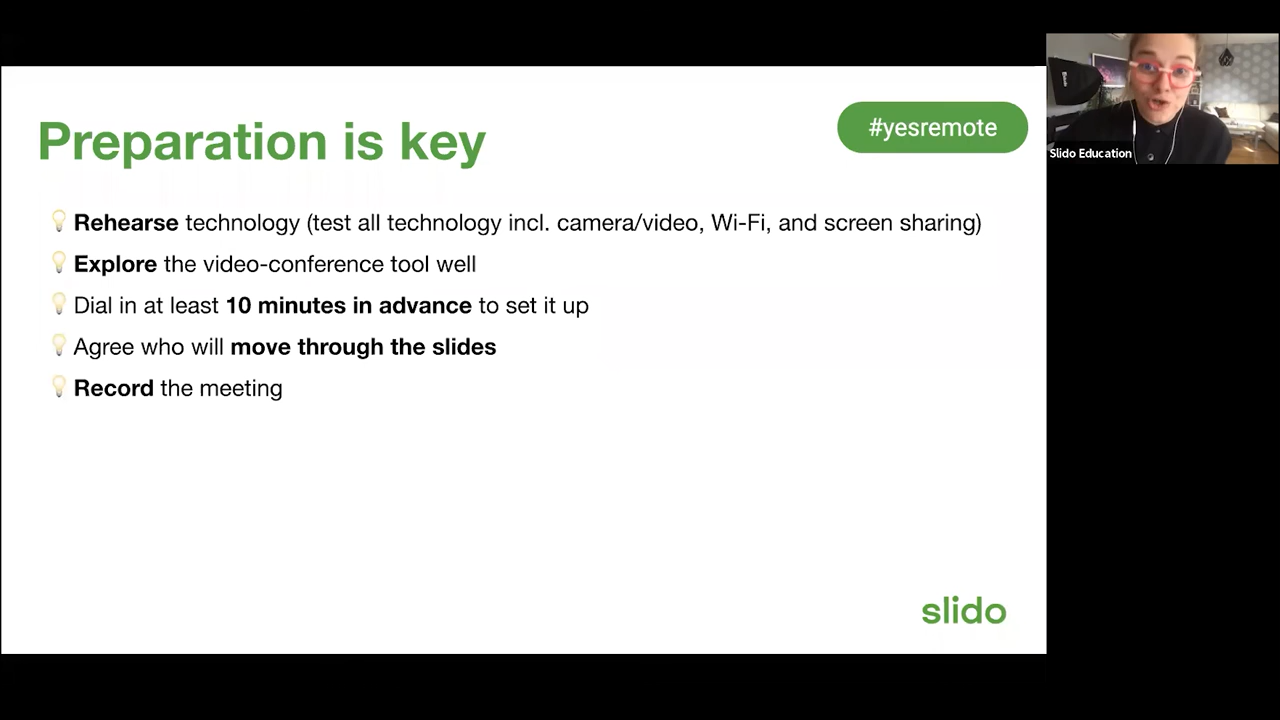 Preparation is key
#yesremote
Slido Education
Rehearse technology (test all technology incl. camera/video, Wi-Fi, and screen sharing)
Explore the video-conference tool well
Dial in at least 10 minutes in advance to set it up
Agree who will move through the slides
Record the meeting
slido